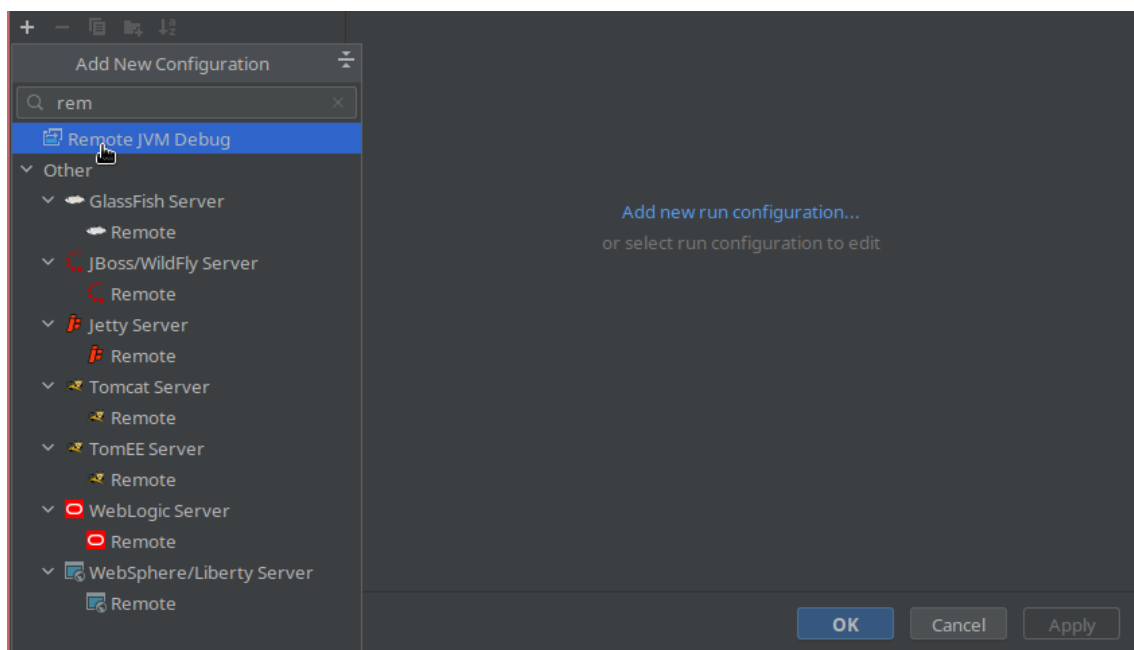 Add New Configuration
rem
Remote JVM Debug
Other
GlassFish Server
Remote
JBoss/WildFly Server
Remote
Jetty Server
Remote
Tomcat Server
Remote
TomEE Server
Remote
WebLogic Server
Remote
WebSphere/Liberty Server
Remote
Add new run configuration...
or select run configuration to edit
OK
Cancel
Apply